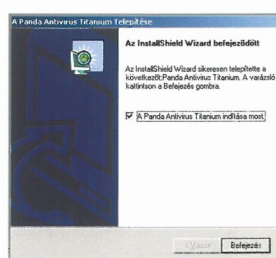 A Panda Antivirus Titanium Telepítése
Az InstallShield Wizard befejeződött
Az InstallShield Wizard sikeresen telepítette a
következőt:Panda Antivirus Titanium. A varázsló
kattintson a Befejezés gombra.
A Panda Antivirus Titanium indítása most.
< Vissza
Befejezés